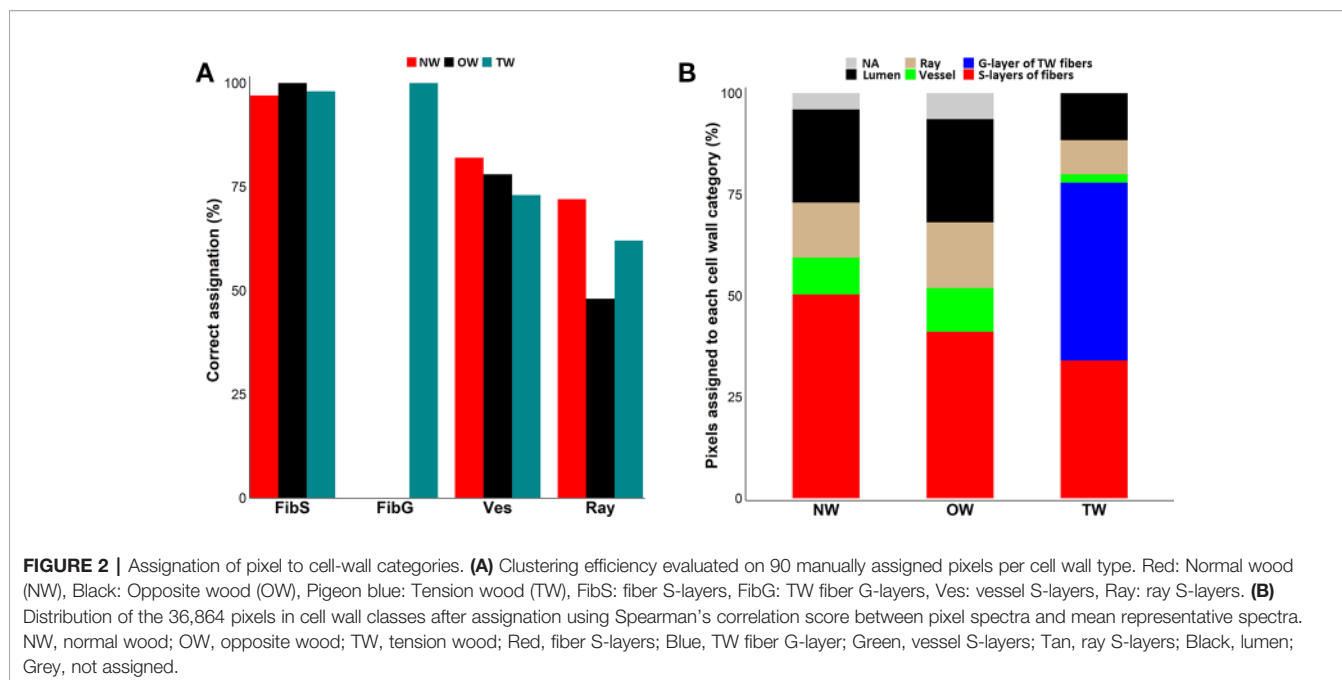 A
NW OW TW
Correct assignation (%)
100
75
50
25
0
FibS FibG Ves Ray
B
NA Ray G-layer of TW fibers
Lumen Vessel S-layers of fibers
Pixels assigned to each cell wall category (%)
100
75
50
25
0
NW OW TW
FIGURE 2 | Assignation of pixel to cell-wall categories. (A) Clustering efficiency evaluated on 90 manually assigned pixels per cell wall type. Red: Normal wood
(NW), Black: Opposite wood (OW), Pigeon blue: Tension wood (TW), FibS: fiber S-layers, FibG: TW fiber G-layers, Ves: vessel S-layers, Ray: ray S-layers. (B)
Distribution of the 36,864 pixels in cell wall classes after assignation using Spearman's correlation score between pixel spectra and mean representative spectra.
NW, normal wood; OW, opposite wood; TW, tension wood; Red, fiber S-layers; Blue, TW fiber G-layer; Green, vessel S-layers; Tan, ray S-layers; Black, lumen;
Grey, not assigned.